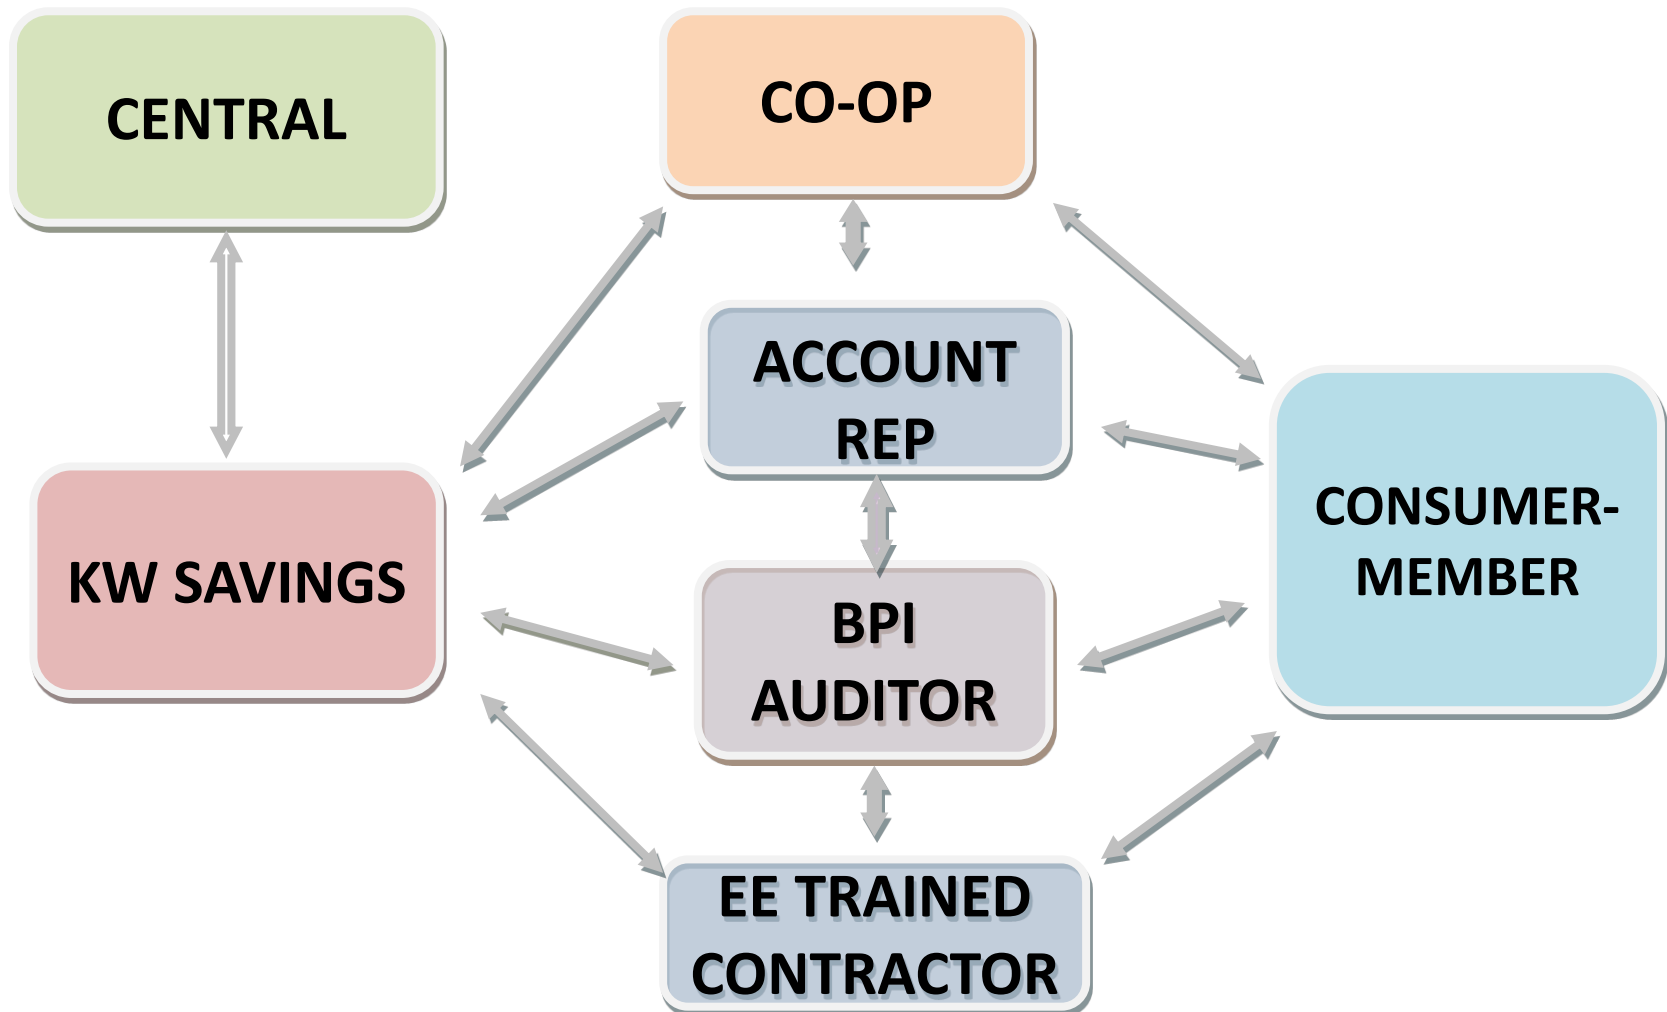 CENTRAL
CO-OP
ACCOUNT
REP
KW SAVINGS
CONSUMER-
MEMBER
BPI
AUDITOR
EE TRAINED
CONTRACTOR